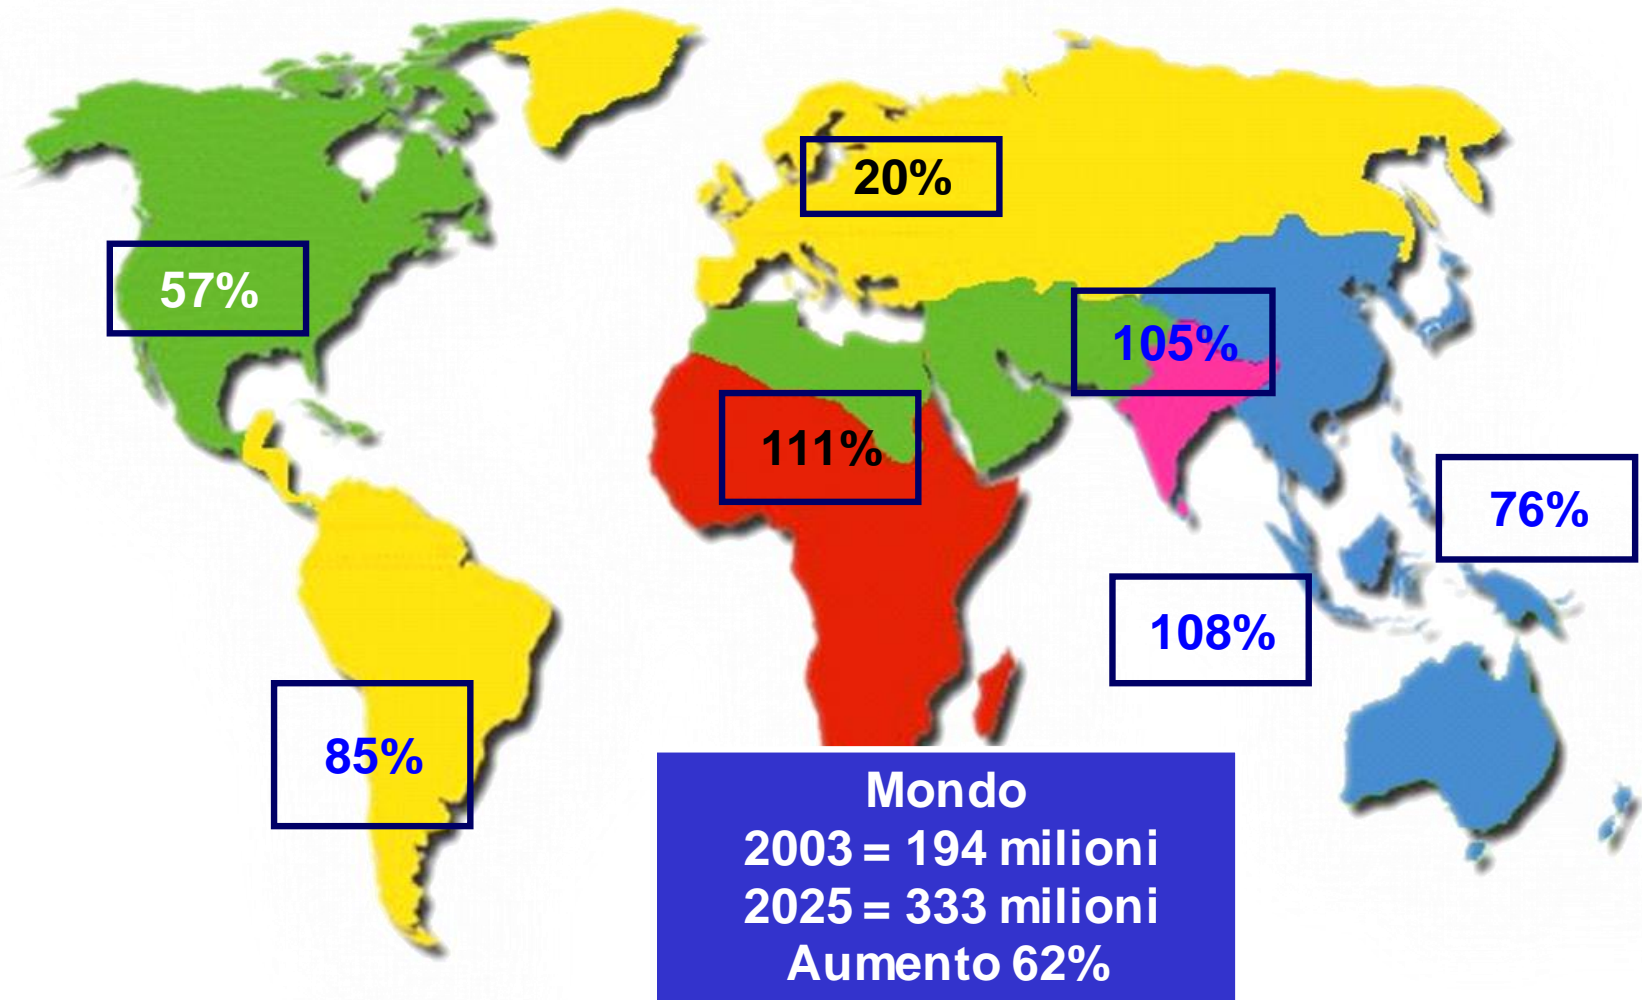 20%
57%
105%
111%
76%
108%
85%
Mondo
2003 = 194 milioni
2025 = 333 milioni
Aumento 62%